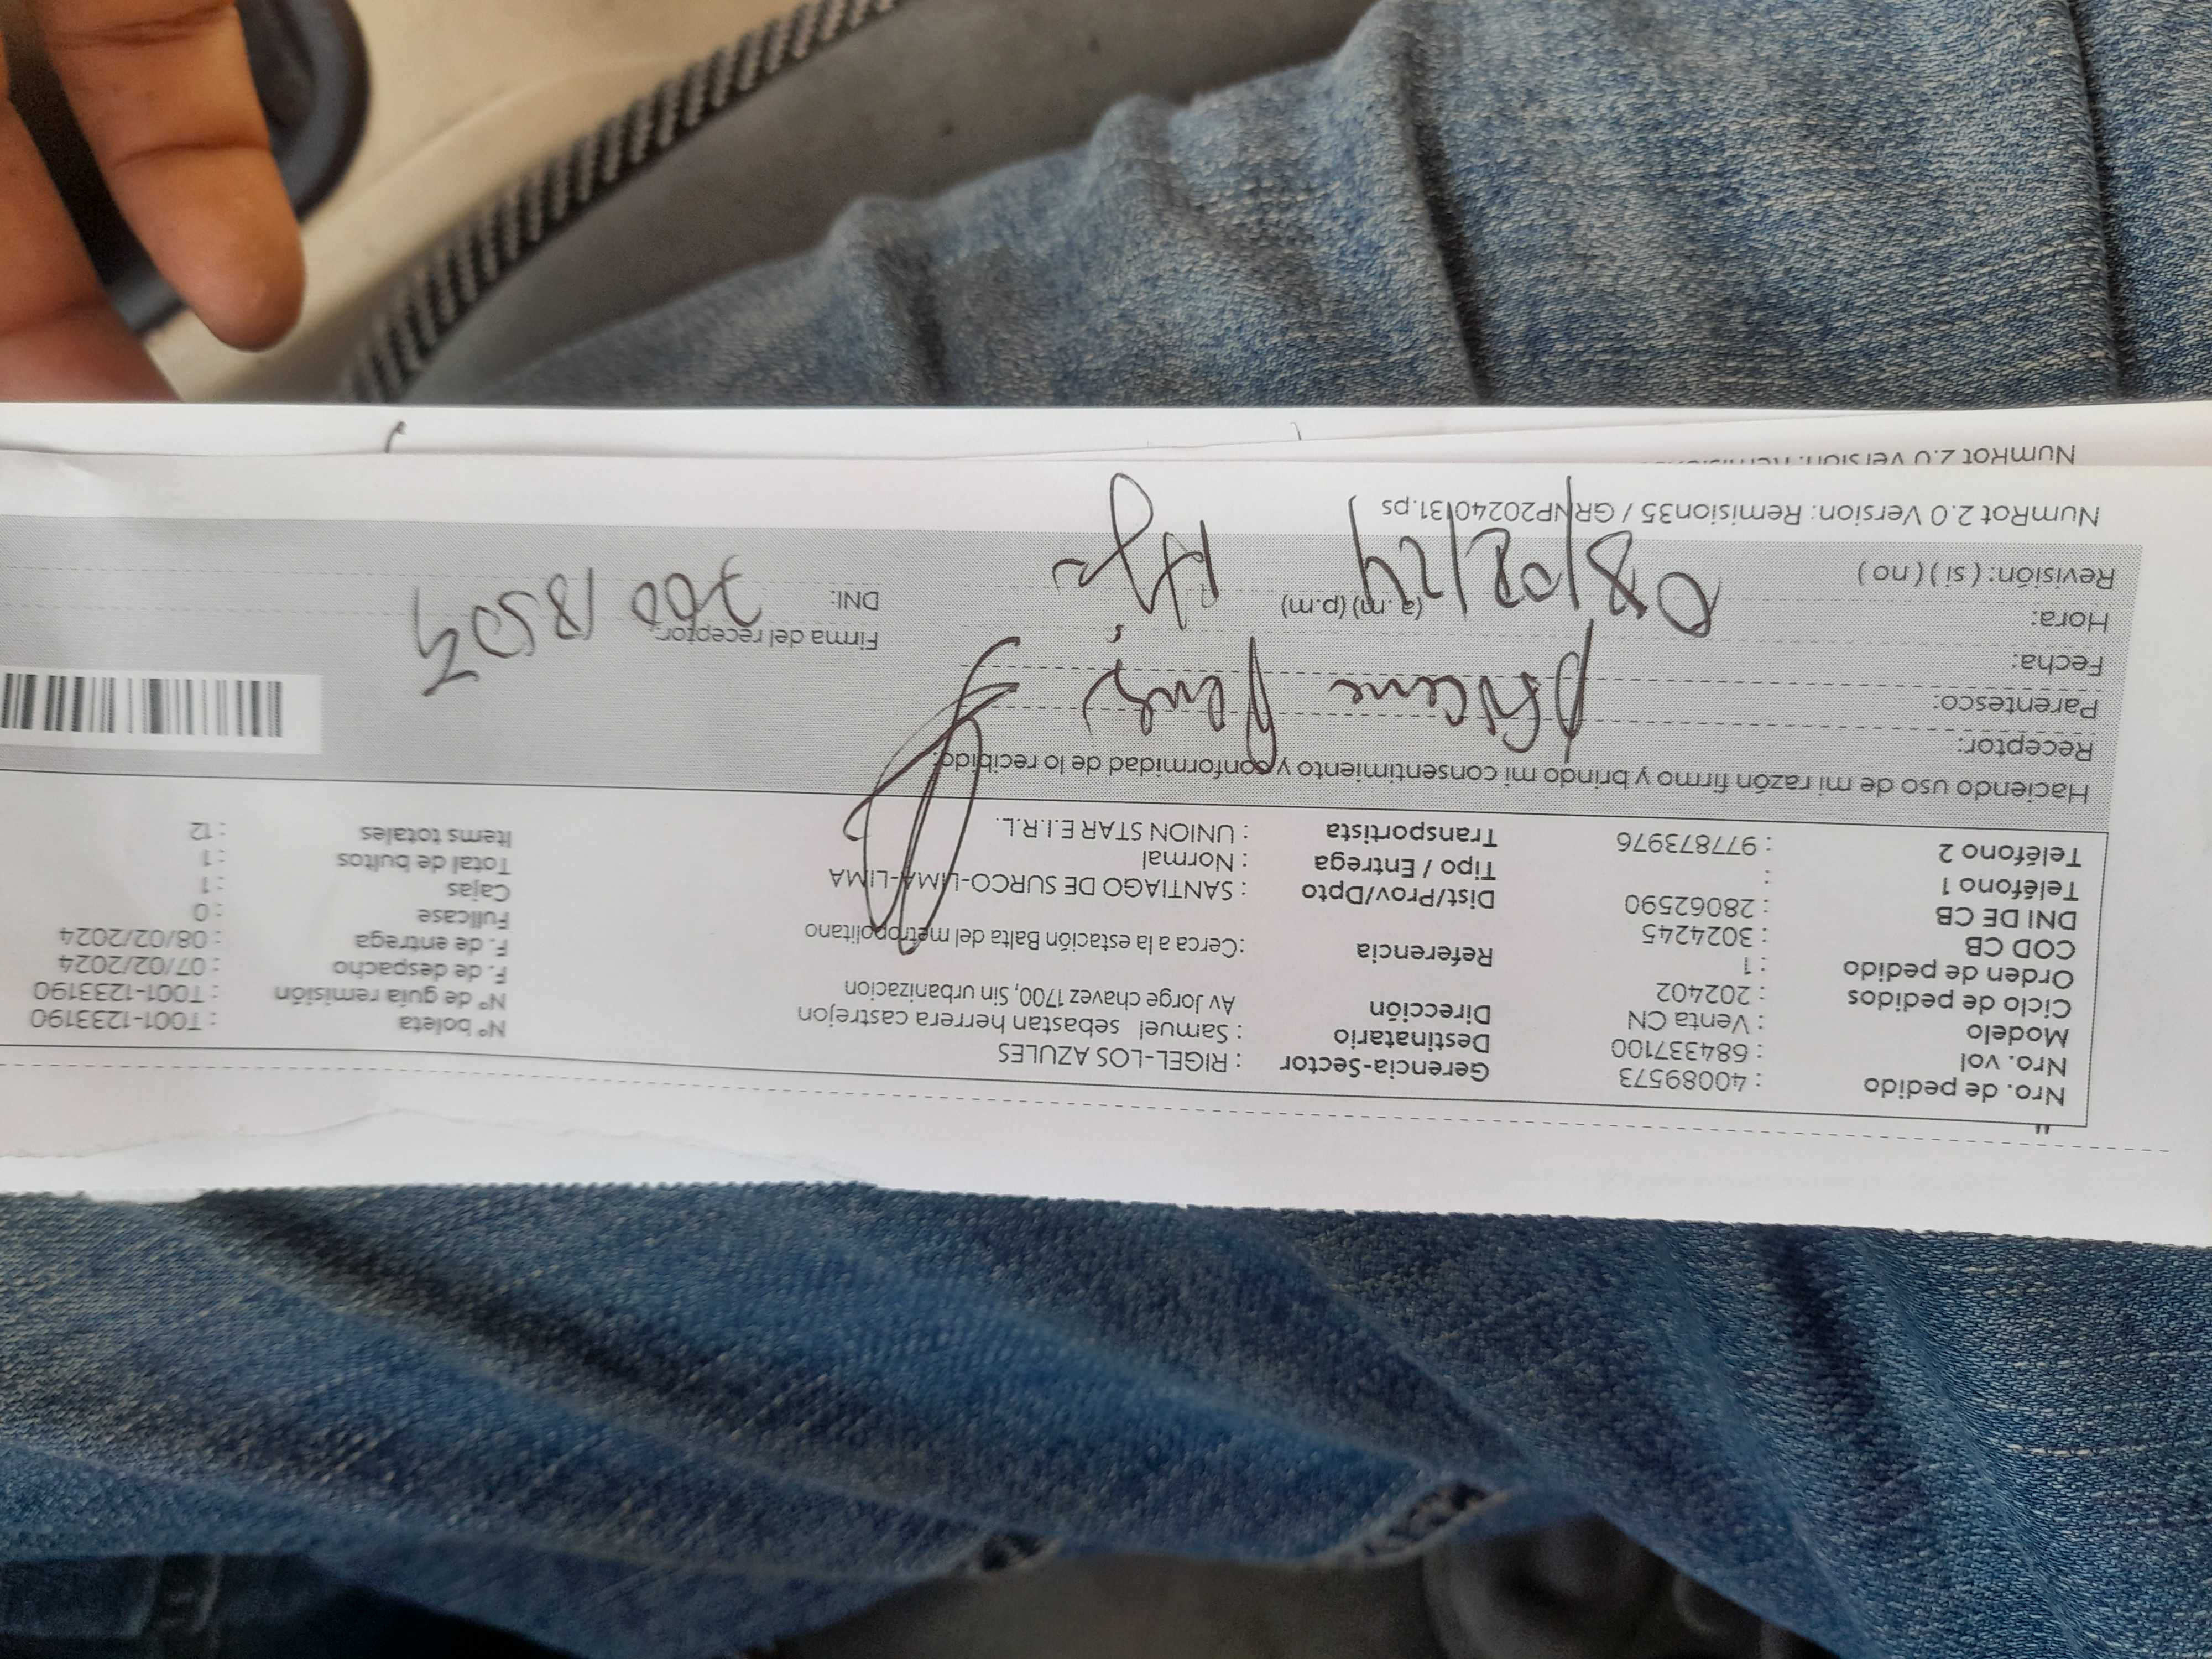 Nro. de pedido : 40089573 Gerencia-Sector : RIGEL-LOS AZULES Nº boleta : T001-1233190
Nro. vol : 684337100 Destinatario : Samuel sebastan herrera castrejon Nº de guía remisión : T001-1233190
Modelo : Venta CN Dirección Av Jorge chavez 1700, Sin urbanizacion F. de despacho : 07/02/2024
Ciclo de pedidos : 202402 F. de entrega : 08/02/2024
Orden de pedido : 1 Referencia : Cerca a la estación Balta del metropolitano Fullcase : 0
COD CB : 3024245 Cajas : 1
DNI DE CB : 28062590 Dist/Prov/Dpto : SANTIAGO DE SURCO-LIMA-LIMA Total de bultos : 1
Teléfono 1 : Tipo / Entrega : Normal Items totales : 12
Teléfono 2 : 977873976 Transportista : UNION STAR E.I.R.L.
Haciendo uso de mi razón firmo y brindo mi consentimiento y conformidad de lo recibido:
Receptor:
Parentesco:
Fecha:
Hora: (a.m) (p.m) Firma del receptor:
08/02/24
Revisión: ( si ) ( no ) DNI:
NumRot 2.0 Version: Remision35 / GRNP20240131.ps
NumRot 2.0 Version: